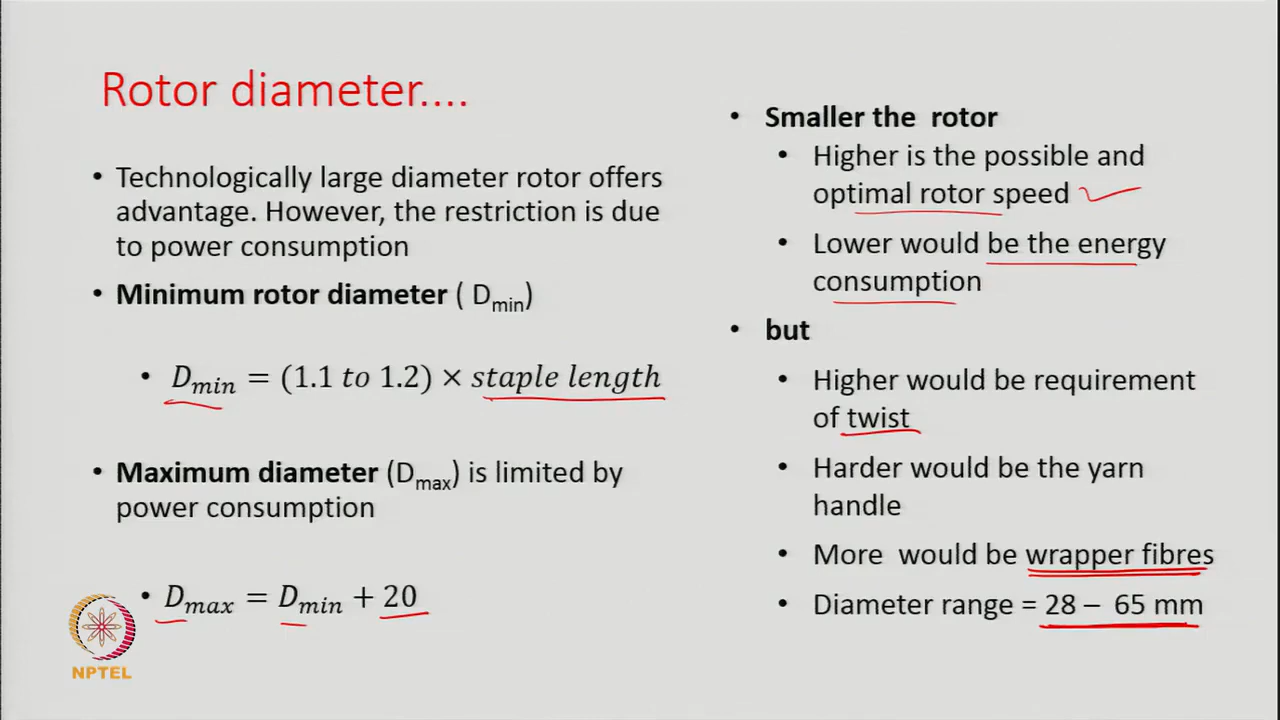 Rotor diameter....
• Technologically large diameter rotor offers
advantage. However, the restriction is due
to power consumption
• Minimum rotor diameter ( Dmin)
• Dmin = (1.1 to 1.2) × staple length
• Maximum diameter (Dmax) is limited by
power consumption
• Dmax = Dmin + 20
NPTEL
• Smaller the rotor
• Higher is the possible and
optimal rotor speed
• Lower would be the energy
consumption
• but
• Higher would be requirement
of twist
• Harder would be the yarn
handle
• More would be wrapper fibres
• Diameter range = 28 – 65 mm